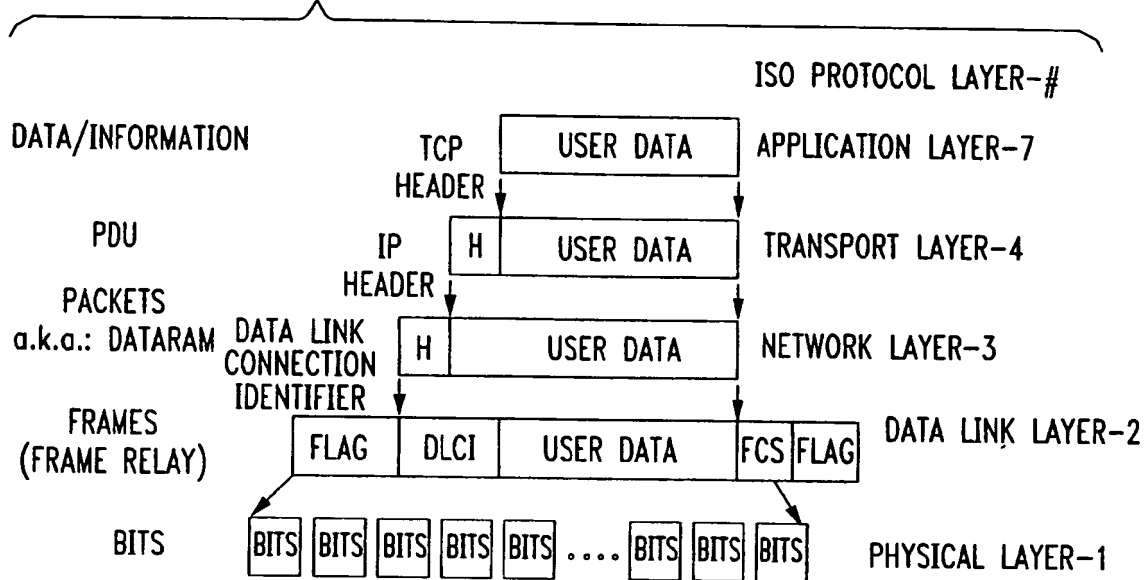 ISO PROTOCOL LAYER-#
DATA/INFORMATION
TCP
HEADER
USER DATA
APPLICATION LAYER-7
PDU
IP
HEADER
H
USER DATA
TRANSPORT LAYER-4
PACKETS
a.k.a.: DATARAM
DATA LINK
CONNECTION
IDENTIFIER
H
USER DATA
NETWORK LAYER-3
FRAMES
(FRAME RELAY)
FLAG
DLCI
USER DATA
FCS
FLAG
DATA LINK LAYER-2
BITS
BITS
BITS
BITS
BITS
BITS
....
BITS
BITS
BITS
PHYSICAL LAYER-1